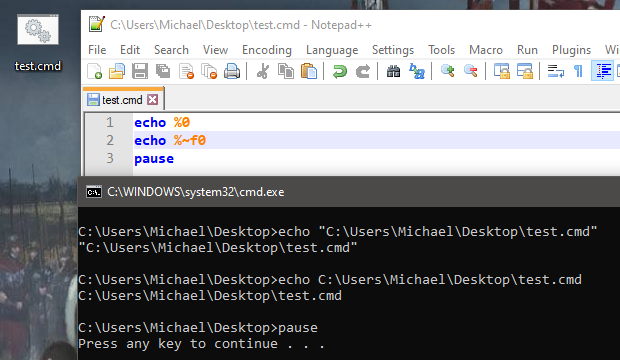 C:\Users\Michael\Desktop\test.cmd - Notepad++
File Edit Search View Encoding Language Settings Tools Macro Run Plugins Wi
test.cmd
test.cmd
1 echo %0
2 echo %~f0
3 pause
C:\WINDOWS\system32\cmd.exe
C:\Users\Michael\Desktop>echo "C:\Users\Michael\Desktop\test.cmd"
"C:\Users\Michael\Desktop\test.cmd"
C:\Users\Michael\Desktop>echo C:\Users\Michael\Desktop\test.cmd
C:\Users\Michael\Desktop\test.cmd
C:\Users\Michael\Desktop>pause
Press any key to continue . . .